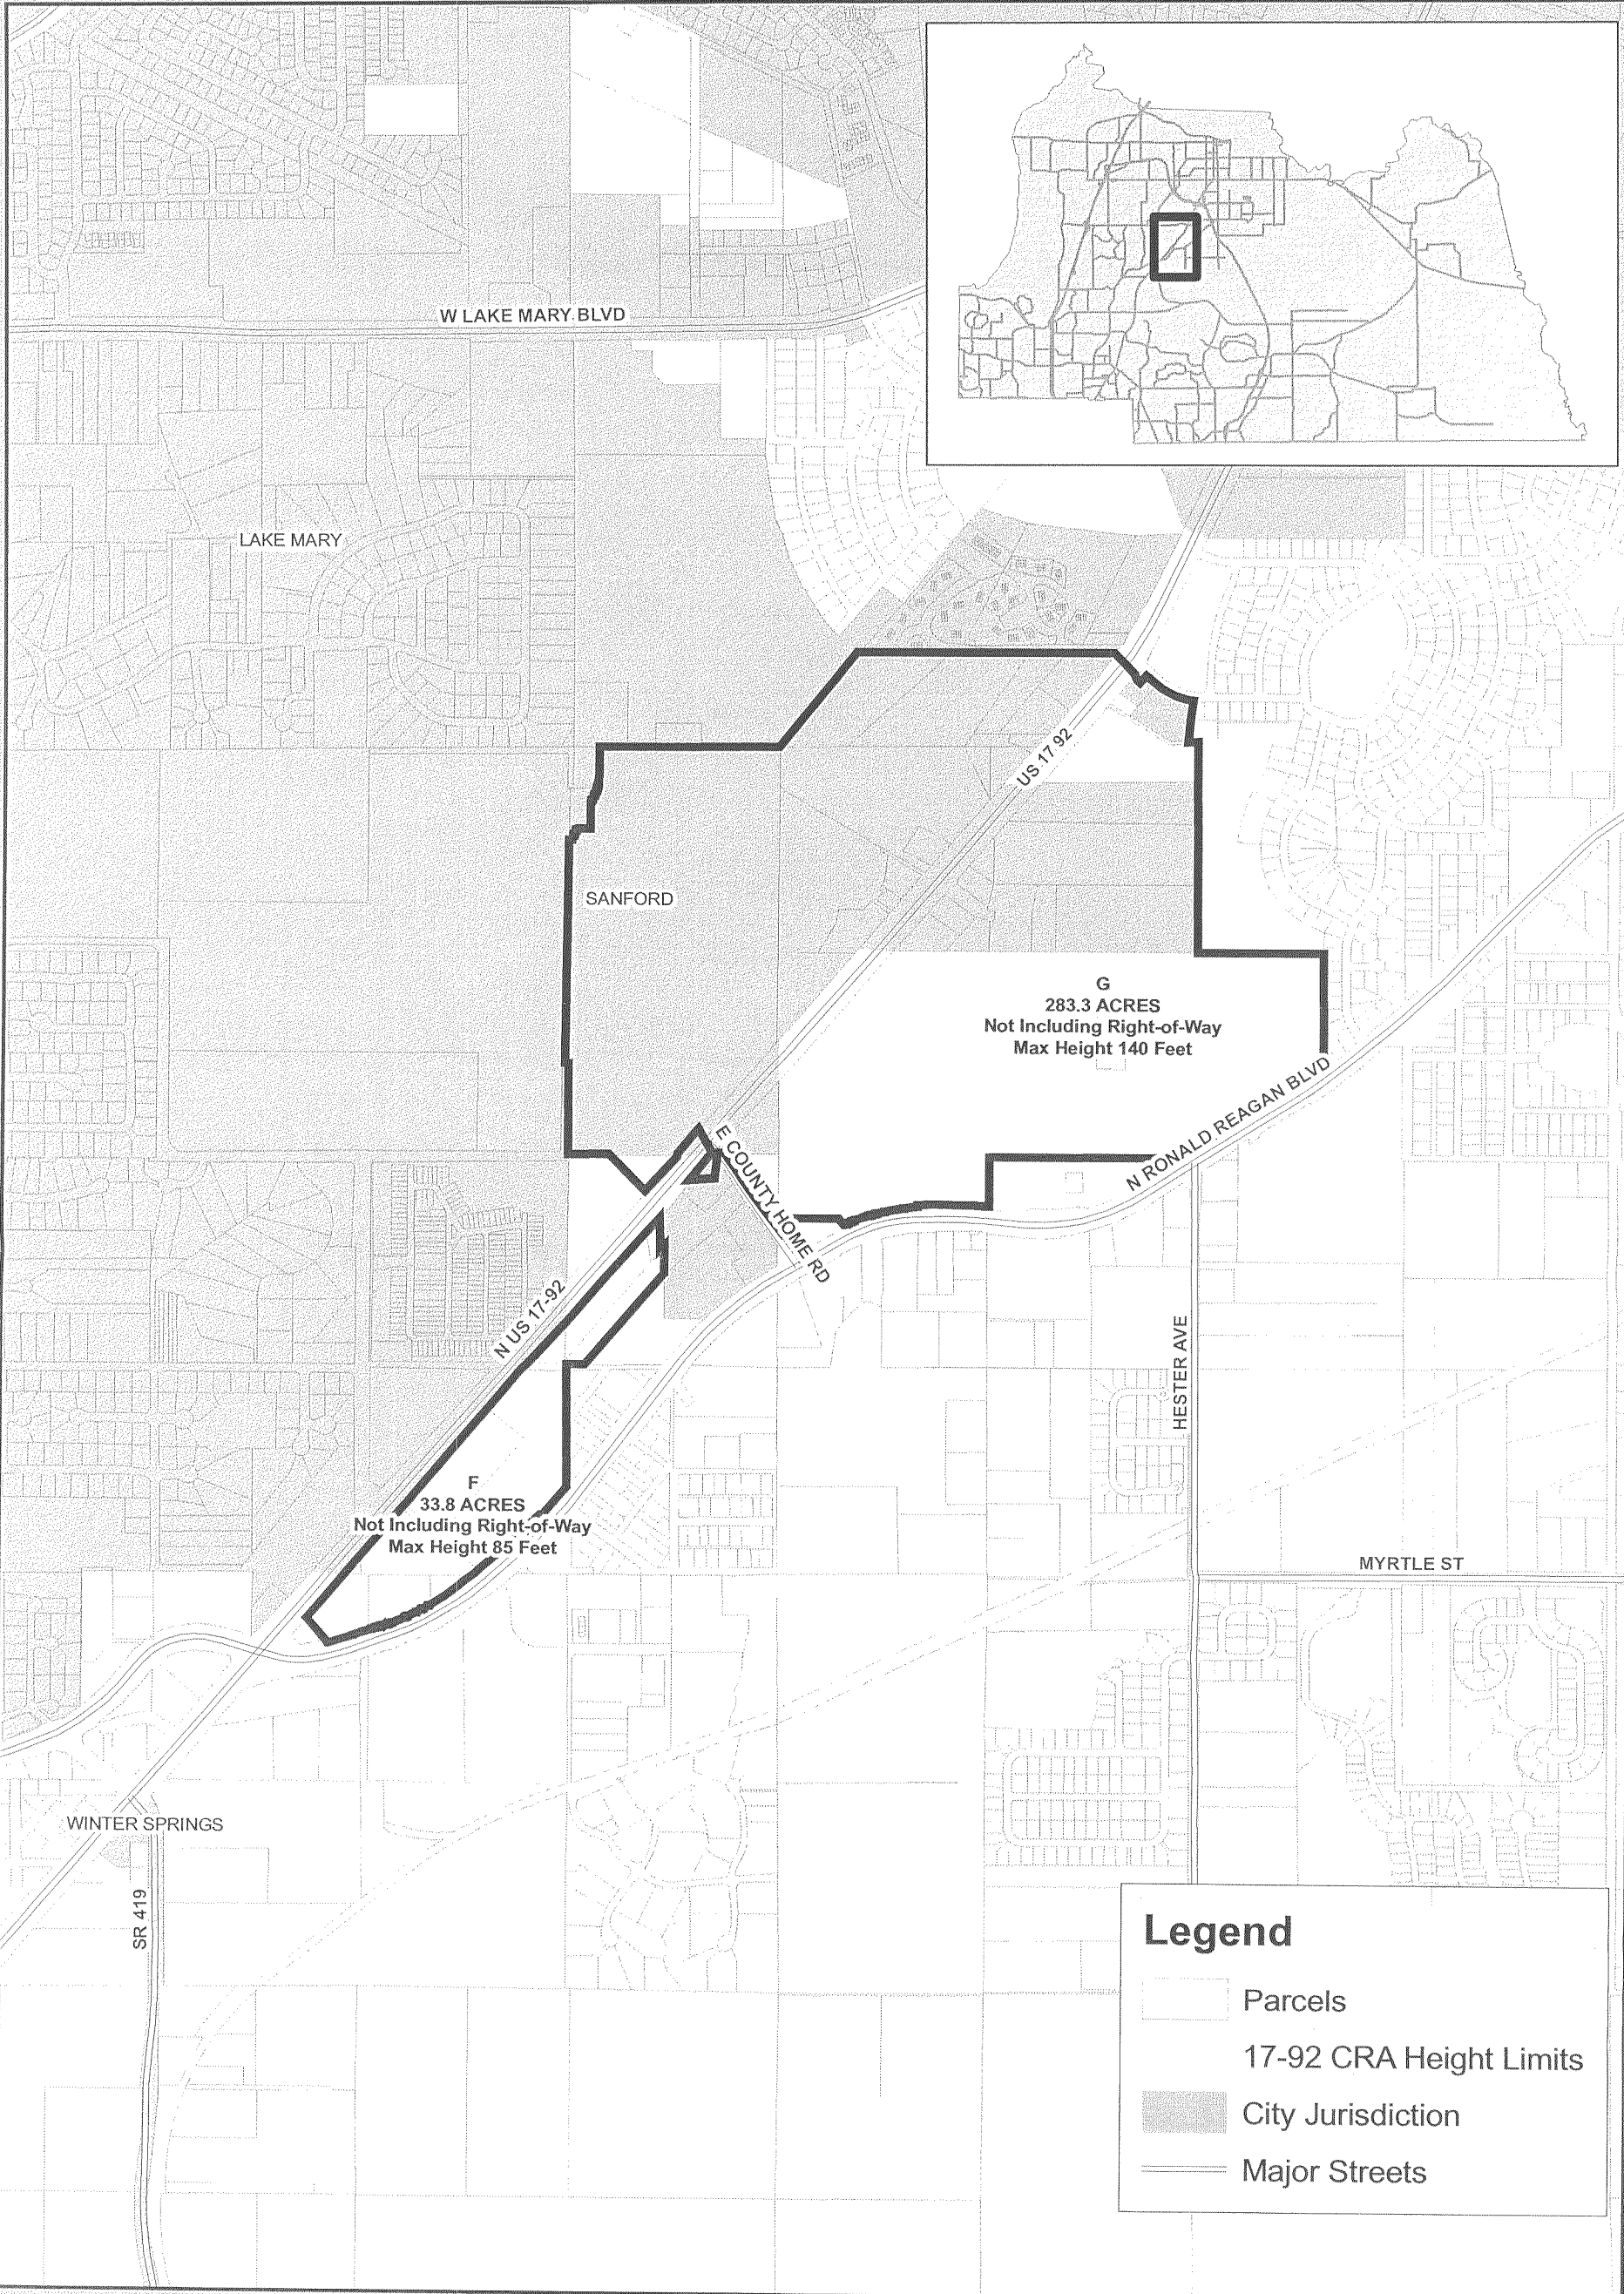 W LAKE MARY BLVD
LAKE MARY
US 17 92
SANFORD
G
283.3 ACRES
Not Including Right-of-Way
Max Height 140 Feet
E COUNTY HOME RD
N RONALD REAGAN BLVD
N US 17-92
HESTER AVE
F
33.8 ACRES
Not Including Right-of-Way
Max Height 85 Feet
MYRTLE ST
WINTER SPRINGS
SR 419
Legend
Parcels
17-92 CRA Height Limits
City Jurisdiction
Major Streets